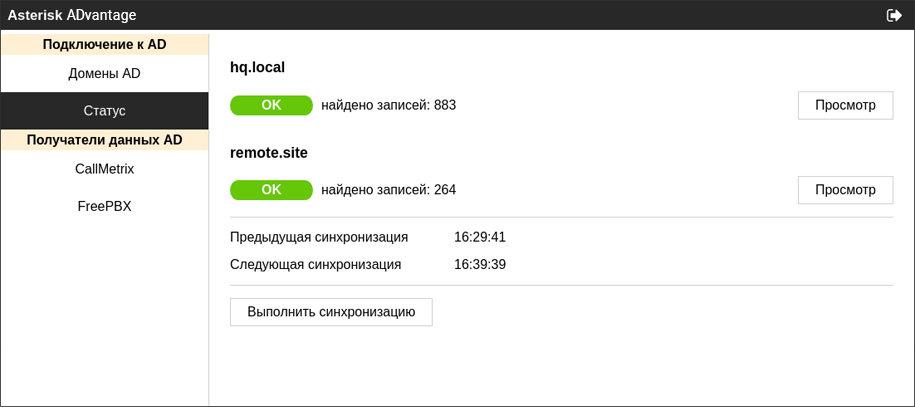 Asterisk ADvantage
Подключение к AD
Домены AD
Статус
Получатели данных AD
CallMetrix
FreePBX
hq.local
OK найдено записей: 883 Просмотр
remote.site
OK найдено записей: 264 Просмотр
Предыдущая синхронизация 16:29:41
Следующая синхронизация 16:39:39
Выполнить синхронизацию